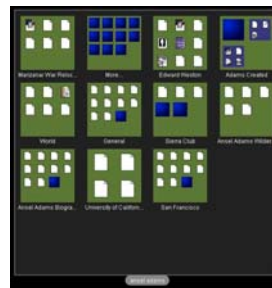 Manzanar War Reloc...
More...
Edward Weston
Adams Created
World
General
Sierra Club
Ansel Adams Wilder
Ansel Adams Biogra...
University of Californ...
San Francisco
ansel adams